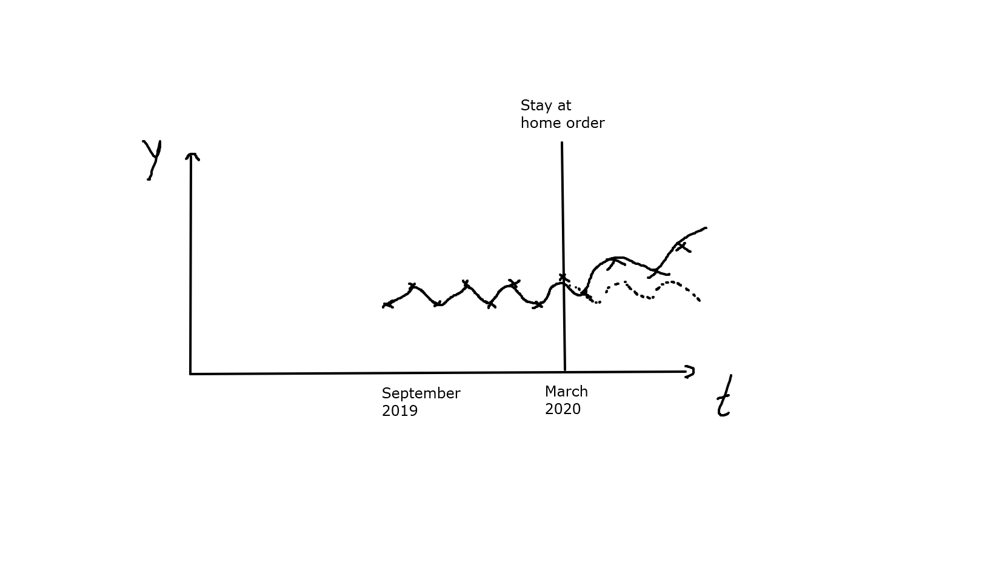 Stay at
home order
y
September
2019
March
2020
t